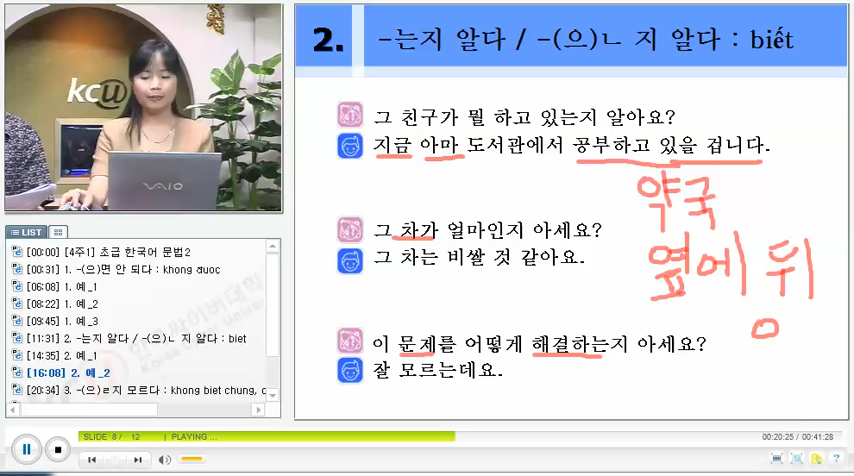 kcu
VAIO
2. -는지 알다 / -(으)ㄴ 지 알다 : biết
그 친구가 뭘 하고 있는지 알아요?
지금 아마 도서관에서 공부하고 있을 겁니다.
약국
그 차가 얼마인지 아세요?
그 차는 비쌀 것 같아요.
옆에 뒤
이 문제를 어떻게 해결하는지 아세요?
잘 모르는데요.
LIST
[00:00] [4주1] 초급 한국어 문법2
[00:31] 1. -(으)면 안 되다 : khong đuoc
[06:08] 1. 예_1
[08:22] 1. 예_2
[09:45] 1. 예_3
[11:31] 2. -는지 알다 / -(으)ㄴ 지 알다 : biet
[14:35] 2. 예_1
[16:08] 2. 예_2
[20:34] 3. -(으)ㄹ지 모르다 : khong biet chung, c
SLIDE 8 / 12 PLAYING ...
00:20:25 / 00:41:28